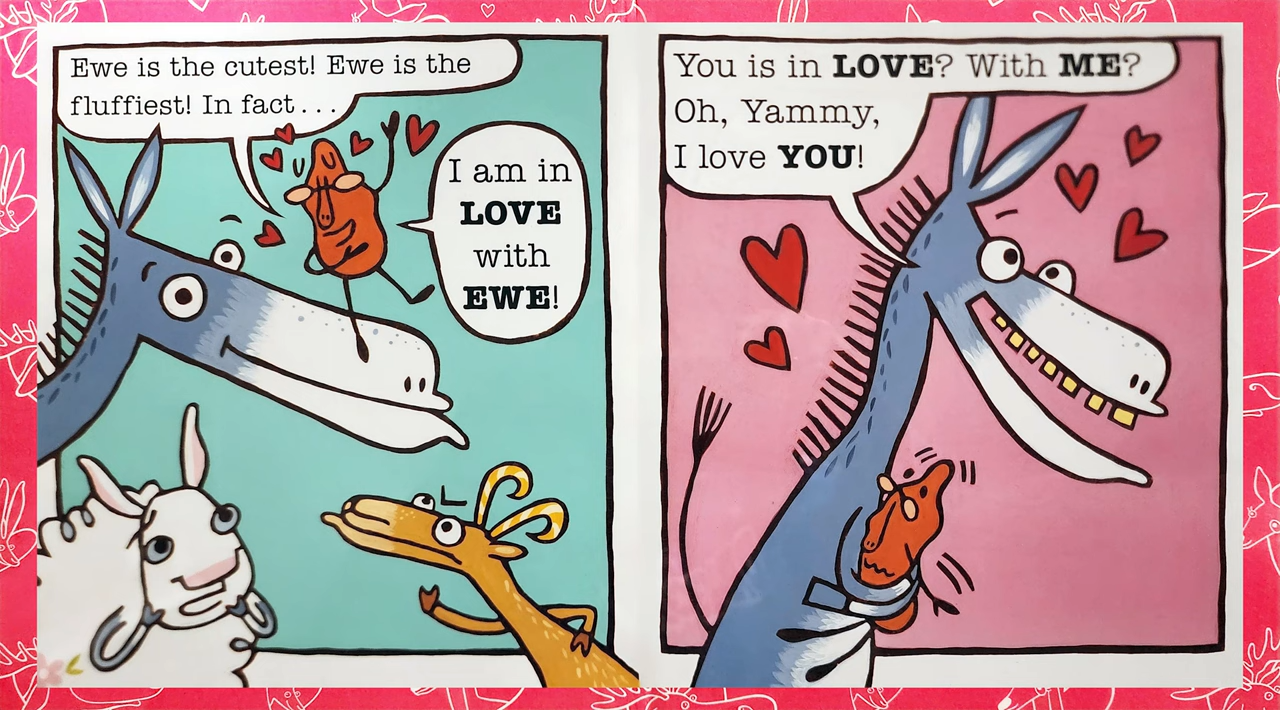 Ewe is the cutest! Ewe is the
fluffiest! In fact . . .
I am in
LOVE
with
EWE!
You is in LOVE? With ME?
Oh, Yammy,
I love YOU!